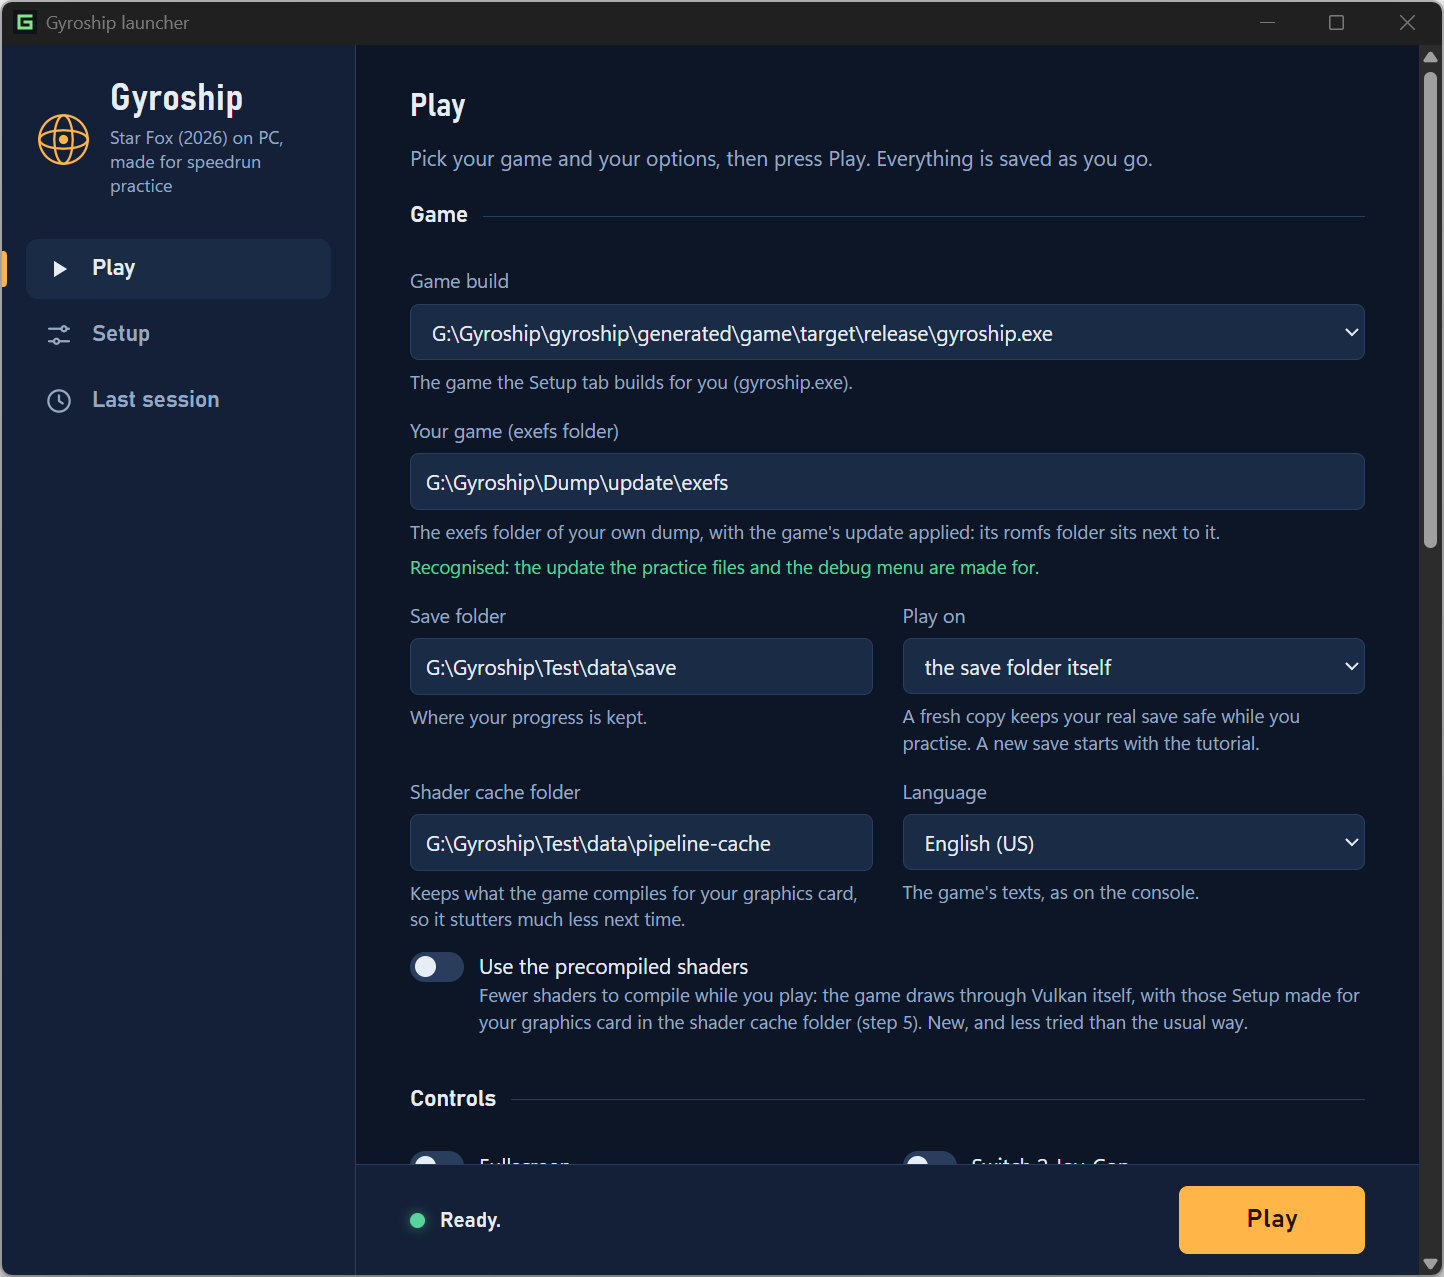 Gyroship launcher
Gyroship
Star Fox (2026) on PC,
made for speedrun
practice
Play
Setup
Last session
Play
Pick your game and your options, then press Play. Everything is saved as you go.
Game
Game build
G:\Gyroship\gyroship\generated\game\target\release\gyroship.exe
The game the Setup tab builds for you (gyroship.exe).
Your game (exefs folder)
G:\Gyroship\Dump\update\exefs
The exefs folder of your own dump, with the game's update applied: its romfs folder sits next to it.
Recognised: the update the practice files and the debug menu are made for.
Save folder
G:\Gyroship\Test\data\save
Where your progress is kept.
Play on
the save folder itself
A fresh copy keeps your real save safe while you
practise. A new save starts with the tutorial.
Shader cache folder
G:\Gyroship\Test\data\pipeline-cache
Keeps what the game compiles for your graphics card,
so it stutters much less next time.
Language
English (US)
The game's texts, as on the console.
Use the precompiled shaders
Fewer shaders to compile while you play: the game draws through Vulkan itself, with those Setup made for
your graphics card in the shader cache folder (step 5). New, and less tried than the usual way.
Controls
Fullscreen
Switch 2 Joy-Con
Ready.
Play